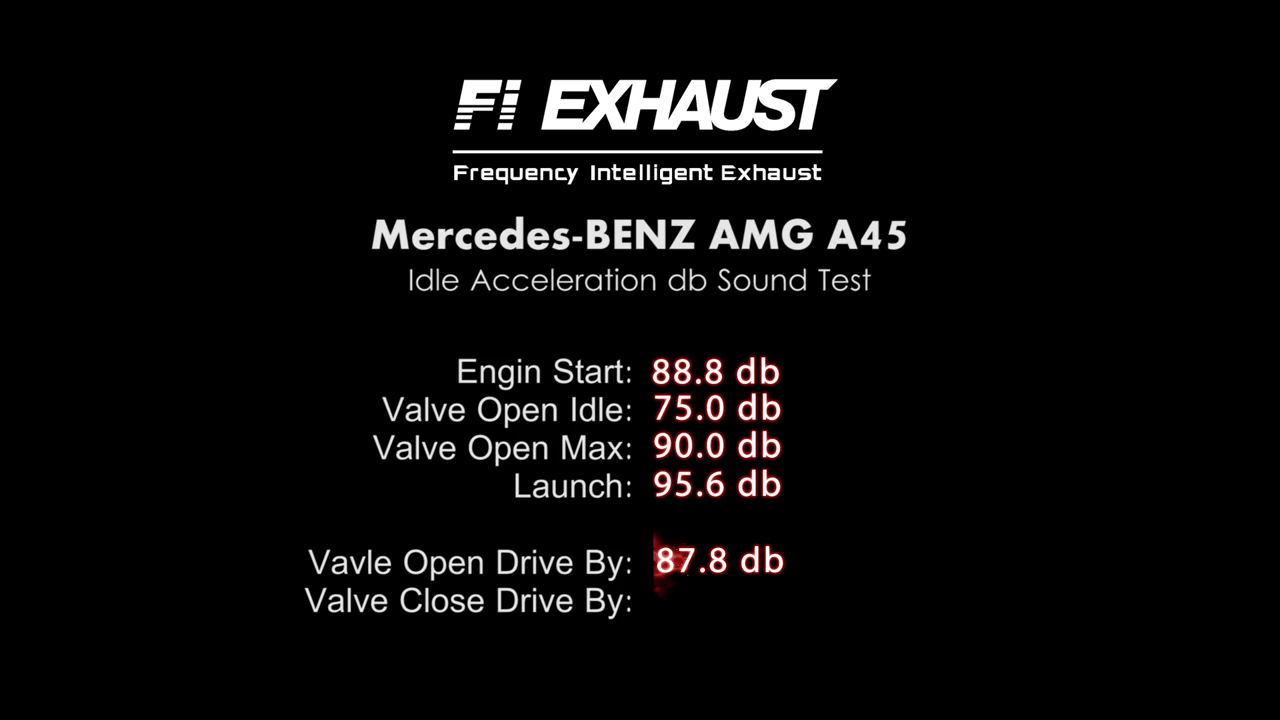 FI EXHAUST
Frequency Intelligent Exhaust
Mercedes-BENZ AMG A45
Idle Acceleration db Sound Test
Engin Start: 88.8 db
Valve Open Idle: 75.0 db
Valve Open Max: 90.0 db
Launch: 95.6 db
Vavle Open Drive By: 87.8 db
Valve Close Drive By: